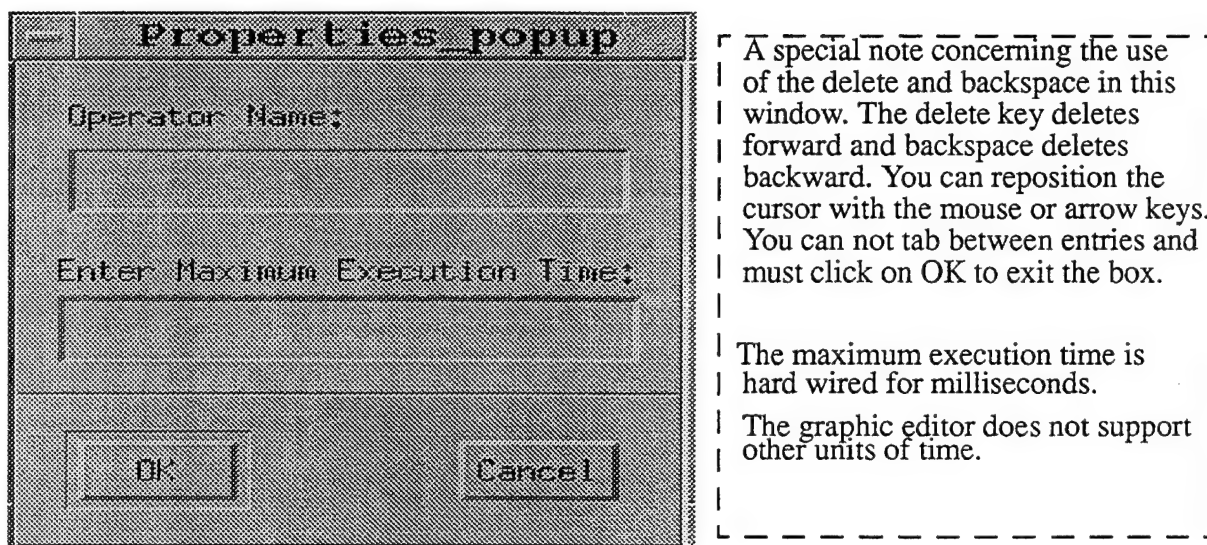 Properties_popup
Operator Name:
Enter Maximum Execution Time:
OK
Cancel
A special note concerning the use
of the delete and backspace in this
window. The delete key deletes
forward and backspace deletes
backward. You can reposition the
cursor with the mouse or arrow keys.
You can not tab between entries and
must click on OK to exit the box.
The maximum execution time is
hard wired for milliseconds.
The graphic editor does not support
other units of time.